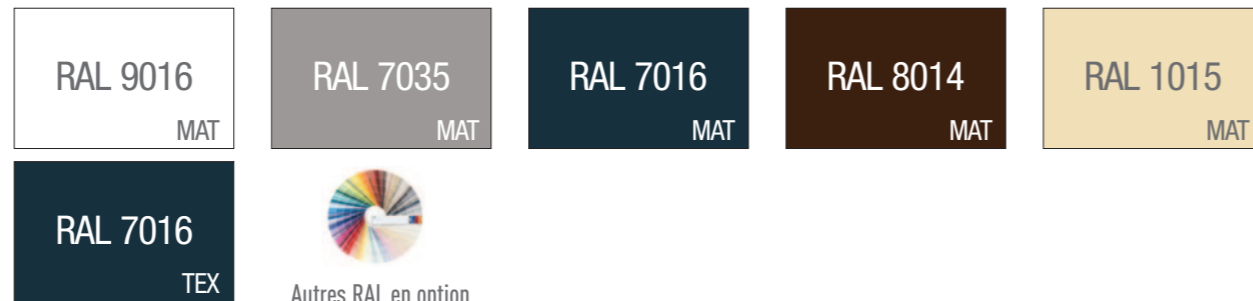 RAL 9016
MAT
RAL 7035
MAT
RAL 7016
MAT
RAL 8014
MAT
RAL 1015
MAT
RAL 7016
TEX
Autres RAL en option